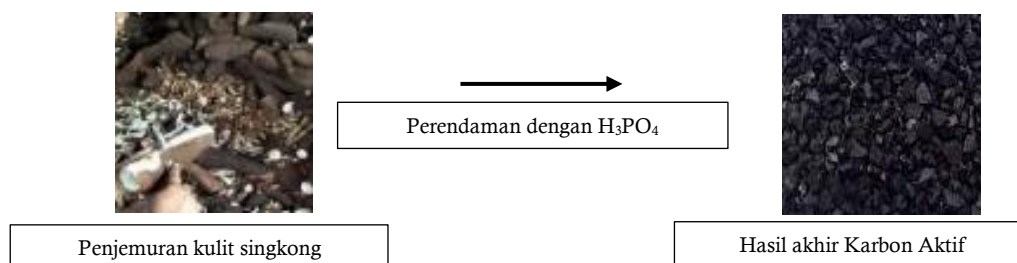 Perendaman dengan H₃PO₄
Penjemuran kulit singkong
Hasil akhir Karbon Aktif